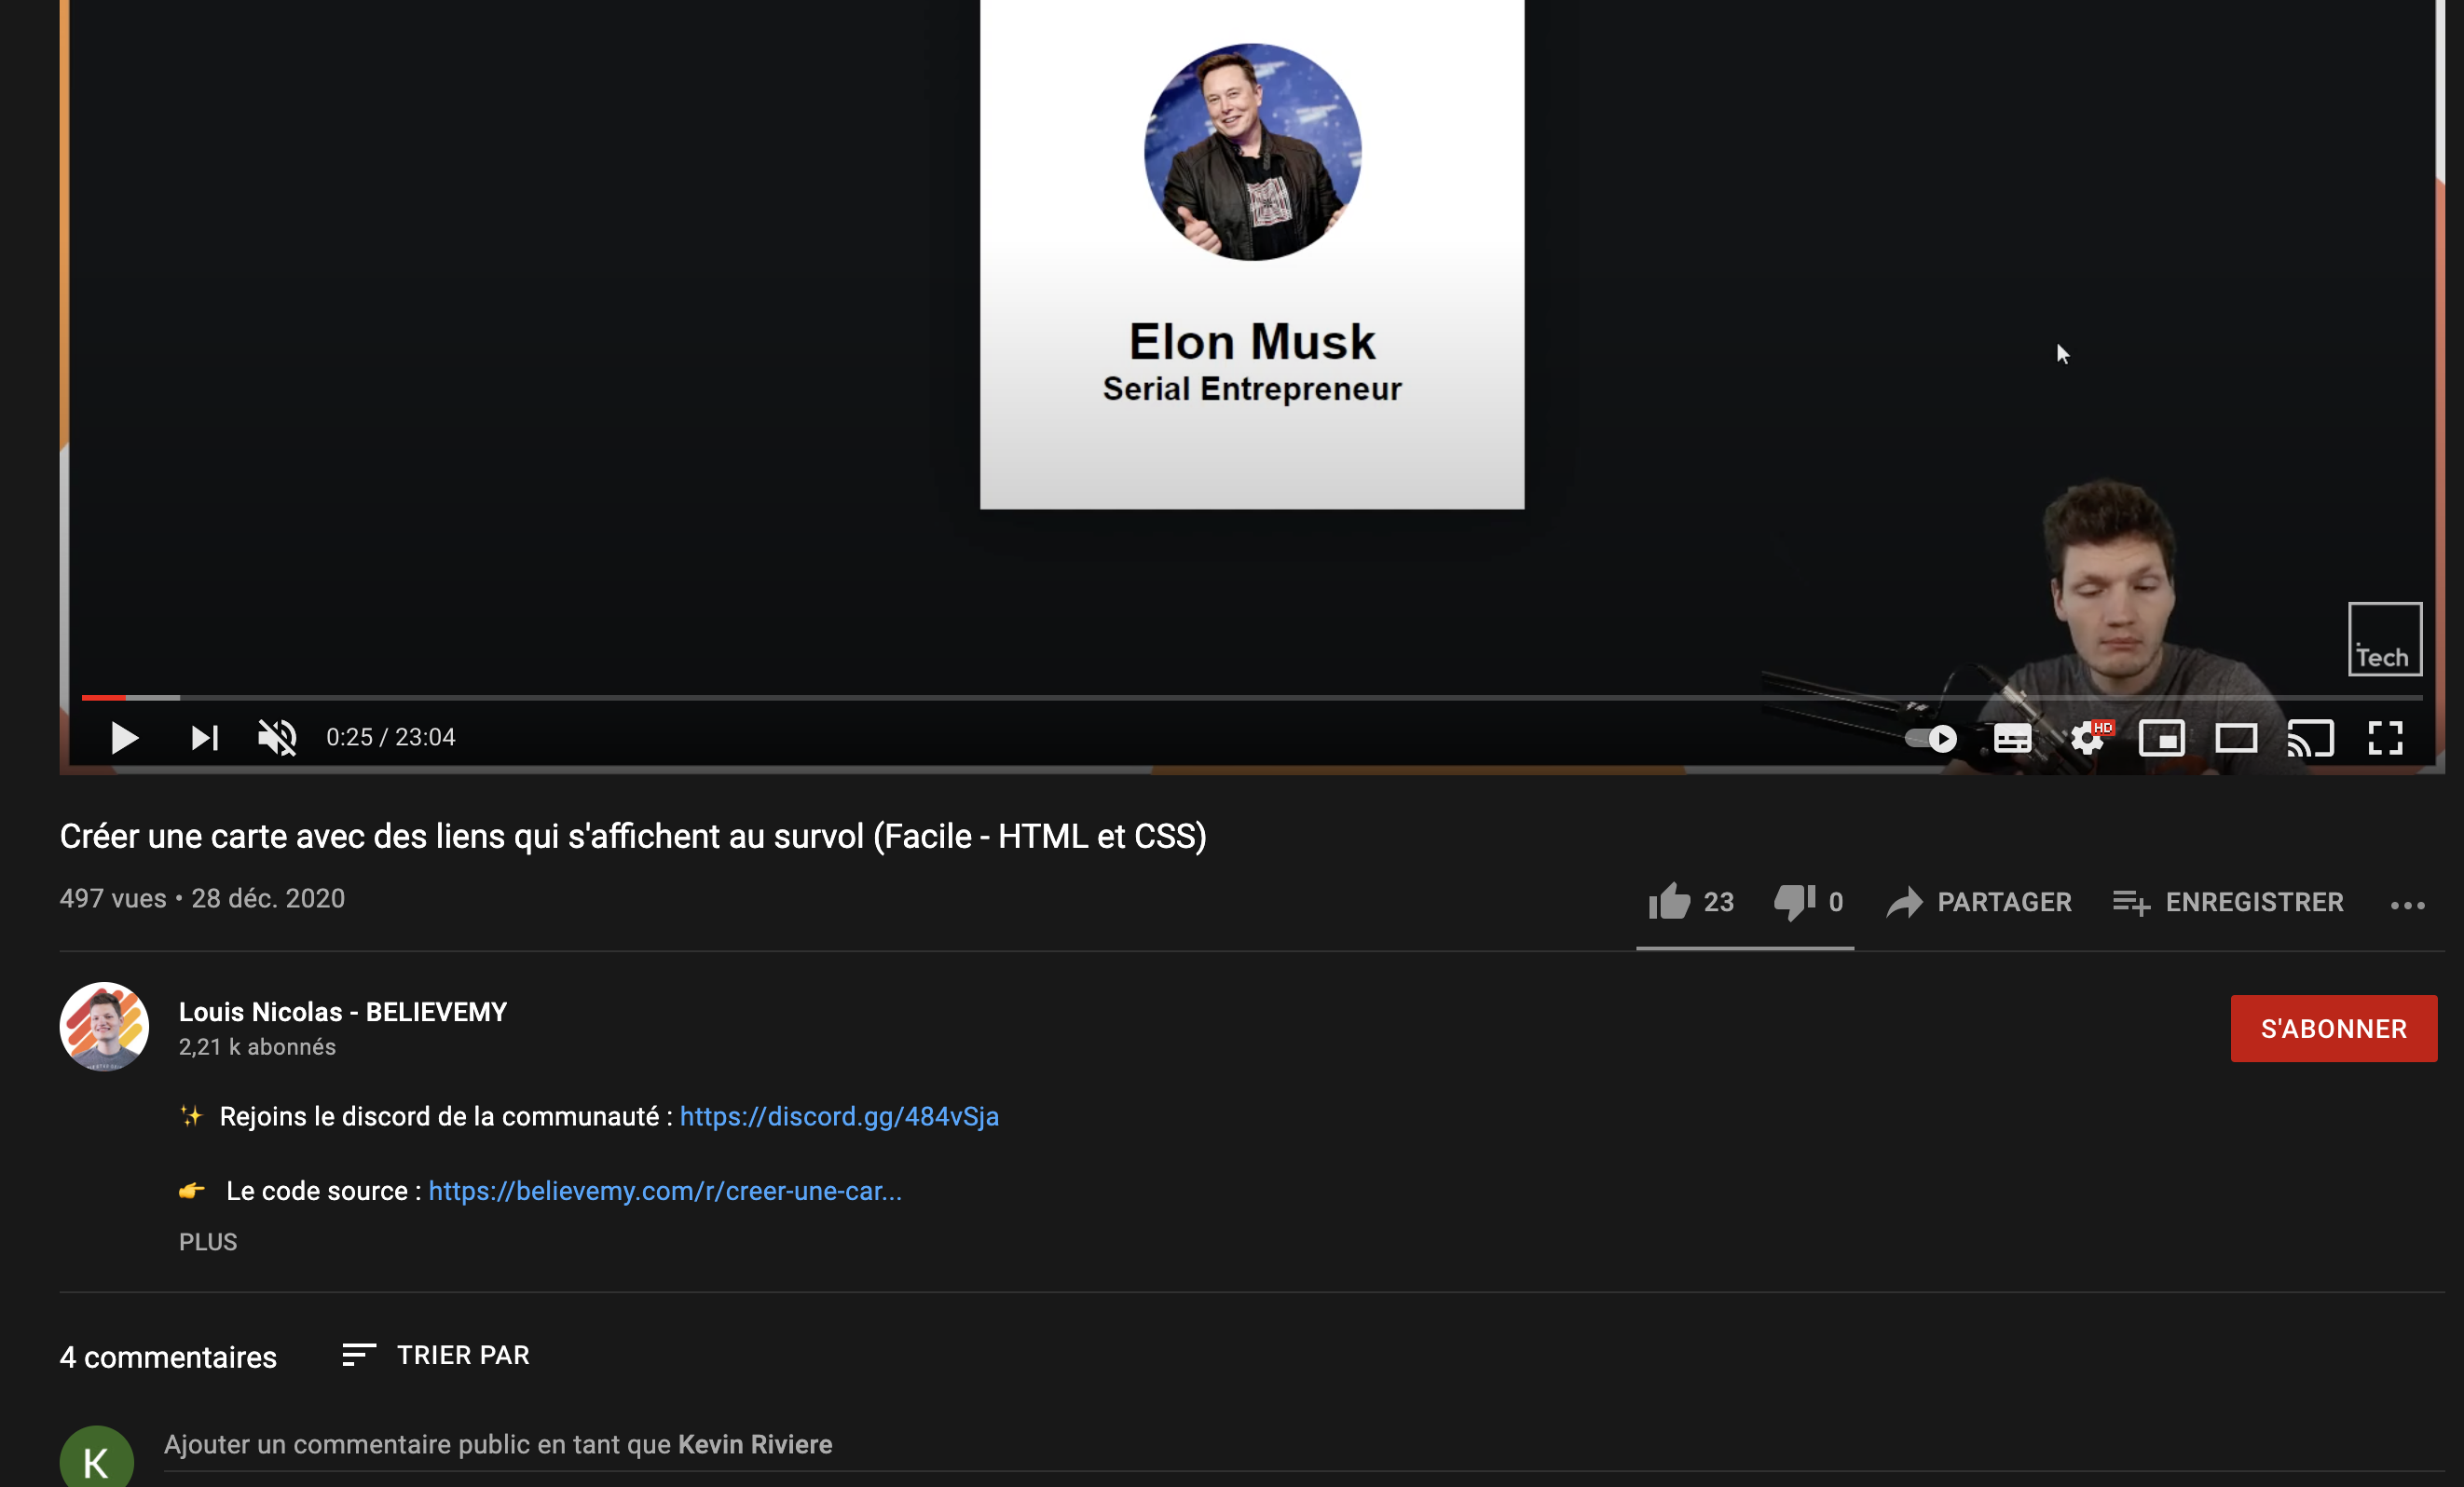 Elon Musk
Serial Entrepreneur
Tech
0:25 / 23:04
HD
Créer une carte avec des liens qui s'affichent au survol (Facile - HTML et CSS)
497 vues • 28 déc. 2020
23
0
PARTAGER
ENREGISTRER
Louis Nicolas - BELIEVEMY
2,21 k abonnés
S'ABONNER
✨ Rejoins le discord de la communauté : https://discord.gg/484vSja
👉 Le code source : https://believemy.com/r/creer-une-car...
PLUS
4 commentaires
TRIER PAR
K
Ajouter un commentaire public en tant que Kevin Riviere